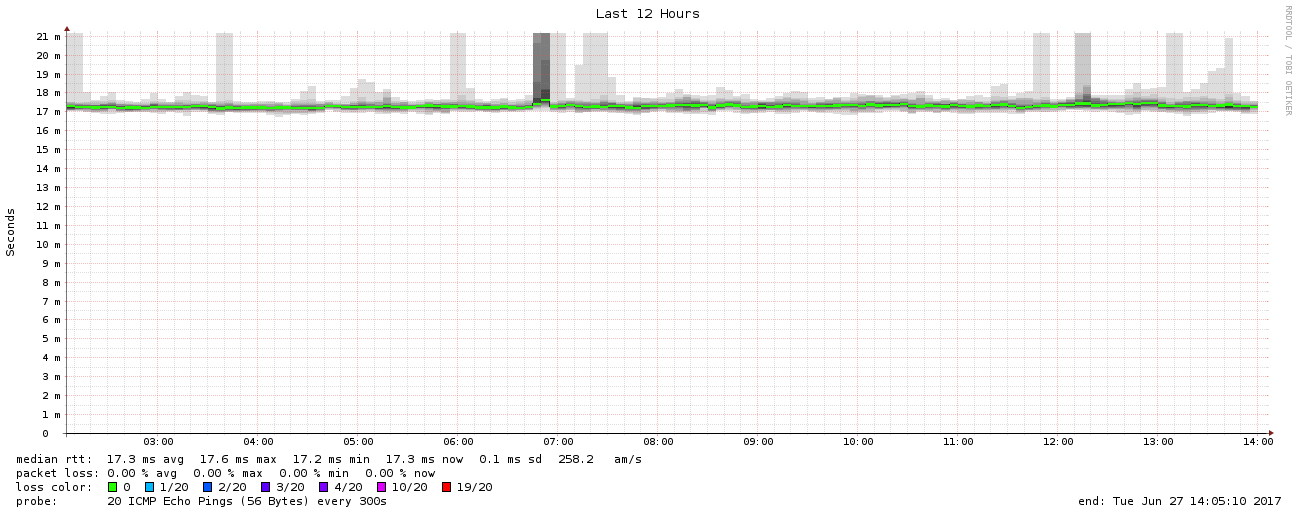 Last 12 Hours
RRDTOOL / TOBI OETIKER
Seconds
21 m
20 m
19 m
18 m
17 m
16 m
15 m
14 m
13 m
12 m
11 m
10 m
9 m
8 m
7 m
6 m
5 m
4 m
3 m
2 m
1 m
0
03:00 04:00 05:00 06:00 07:00 08:00 09:00 10:00 11:00 12:00 13:00 14:00
median rtt: 17.3 ms avg 17.6 ms max 17.2 ms min 17.3 ms now 0.1 ms sd 258.2 am/s
packet loss: 0.00 % avg 0.00 % max 0.00 % min 0.00 % now
loss color: 0 1/20 2/20 3/20 4/20 10/20 19/20
probe: 20 ICMP Echo Pings (56 Bytes) every 300s end: Tue Jun 27 14:05:10 2017